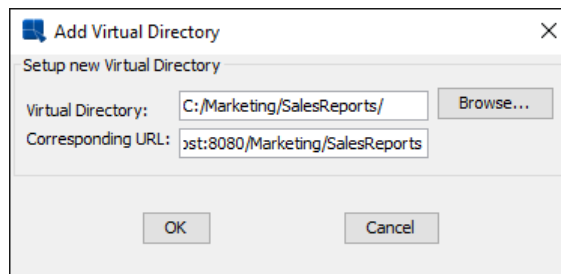 Add Virtual Directory
Setup new Virtual Directory
Virtual Directory: C:/Marketing/SalesReports/ Browse...
Corresponding URL: ost:8080/Marketing/SalesReports
OK Cancel